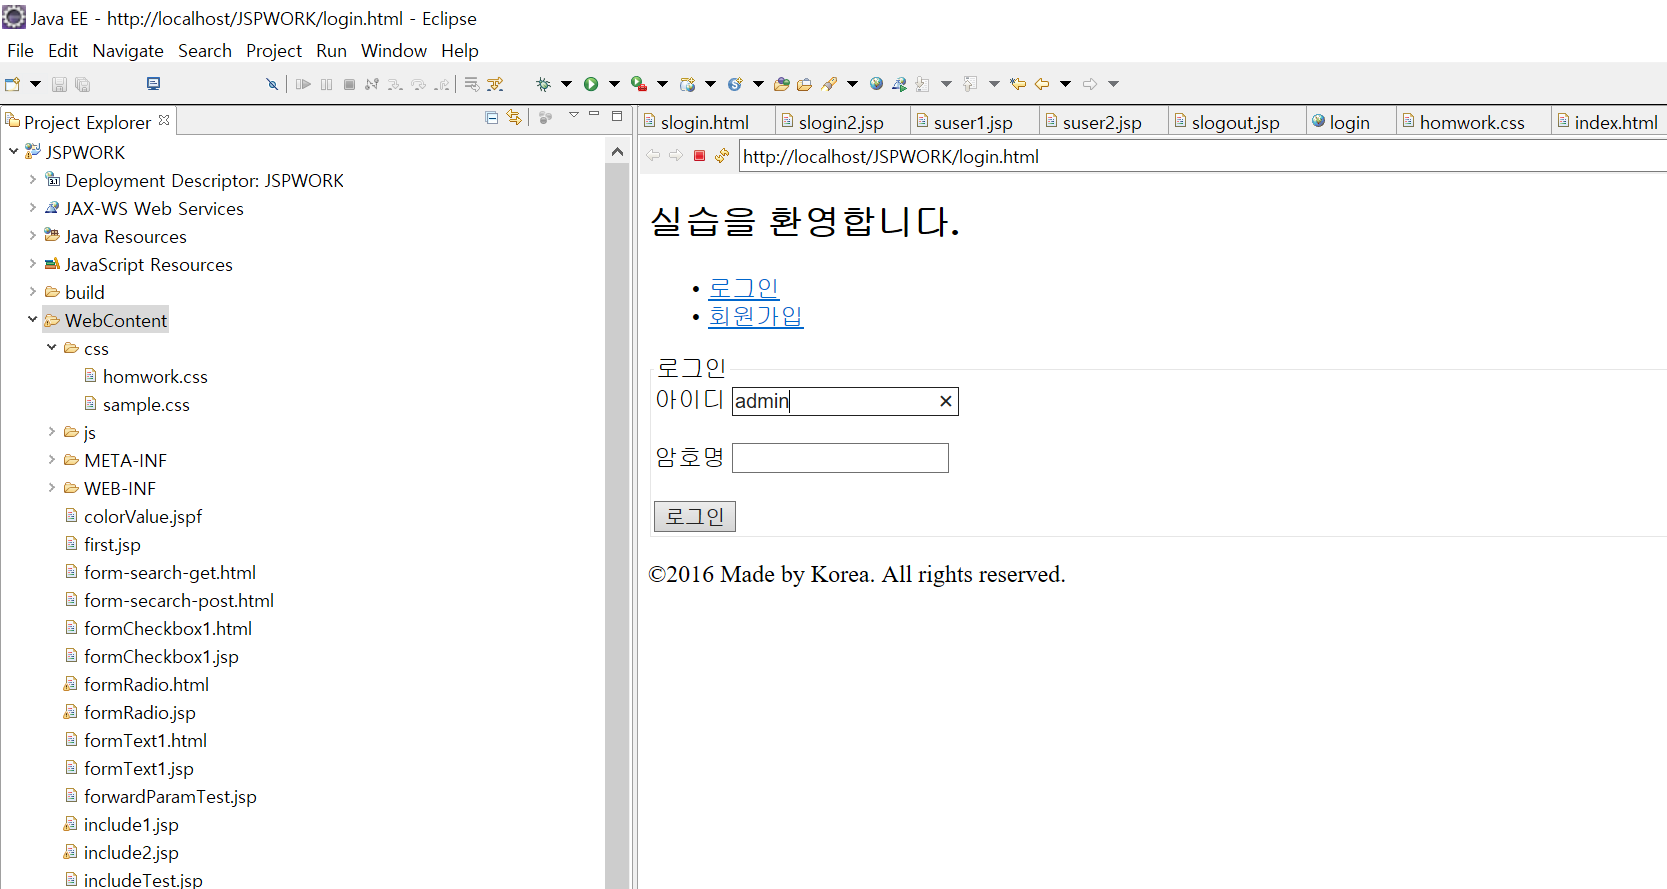 Java EE - http://localhost/JSPWORK/login.html - Eclipse
File Edit Navigate Search Project Run Window Help
Project Explorer
JSPWORK
Deployment Descriptor: JSPWORK
JAX-WS Web Services
Java Resources
JavaScript Resources
build
WebContent
css
homwork.css
sample.css
js
META-INF
WEB-INF
colorValue.jspf
first.jsp
form-search-get.html
form-secarch-post.html
formCheckbox1.html
formCheckbox1.jsp
formRadio.html
formRadio.jsp
formText1.html
formText1.jsp
forwardParamTest.jsp
include1.jsp
include2.jsp
includeTest.jsp
slogin.html slogin2.jsp suser1.jsp suser2.jsp slogout.jsp login homwork.css index.html
http://localhost/JSPWORK/login.html
실습을 환영합니다.
• 로그인
• 회원가입
로그인
아이디 admin
암호명
로그인
©2016 Made by Korea. All rights reserved.